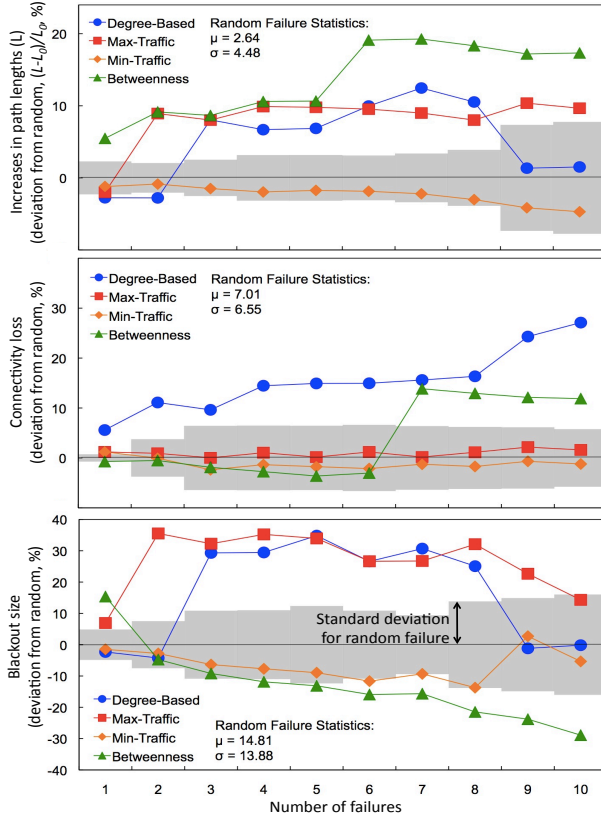 Increases in path lengths (L)
(deviation from random, (L-L₀)/L₀, %)
20
10
0
Degree-Based
Max-Traffic
Min-Traffic
Betweenness
Random Failure Statistics:
μ = 2.64
σ = 4.48
Connectivity loss
(deviation from random, %)
30
20
10
0
Degree-Based
Max-Traffic
Min-Traffic
Betweenness
Random Failure Statistics:
μ = 7.01
σ = 6.55
Blackout size
(deviation from random, %)
40
30
20
10
0
-10
-20
-30
-40
Standard deviation
for random failure
Degree-Based
Max-Traffic
Min-Traffic
Betweenness
Random Failure Statistics:
μ = 14.81
σ = 13.88
1 2 3 4 5 6 7 8 9 10
Number of failures